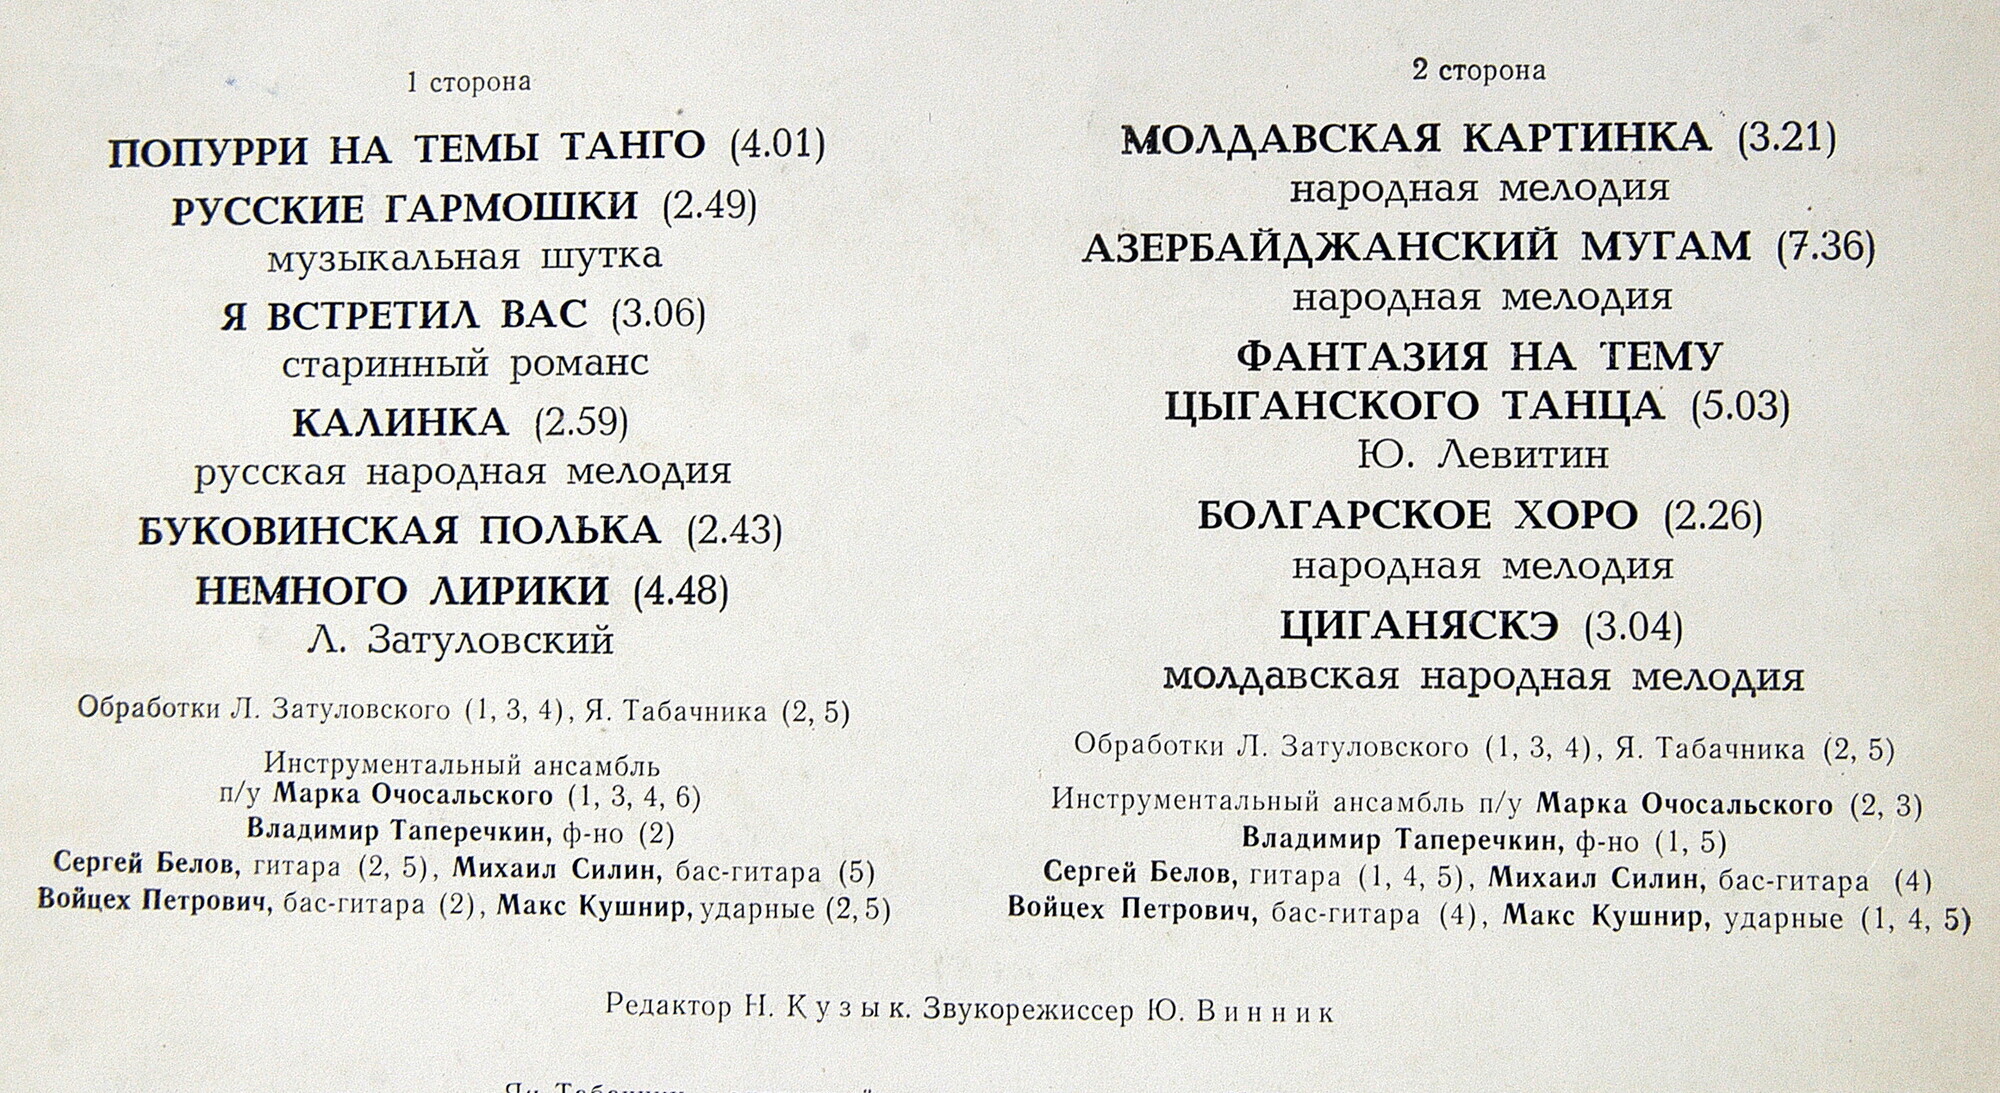 1 сторона
ПОПУРРИ НА ТЕМЫ ТАНГО (4.01)
РУССКИЕ ГАРМОШКИ (2.49)
музыкальная шутка
Я ВСТРЕТИЛ ВАС (3.06)
старинный романс
КАЛИНКА (2.59)
русская народная мелодия
БУКОВИНСКАЯ ПОЛЬКА (2.43)
НЕМНОГО ЛИРИКИ (4.48)
Л. Затуловский
Обработки Л. Затуловского (1, 3, 4), Я. Табачника (2, 5)
Инструментальный ансамбль
п/у Марка Очосальского (1, 3, 4, 6)
Владимир Таперечкин, ф-но (2)
Сергей Белов, гитара (2, 5), Михаил Силин, бас-гитара (5)
Войцех Петрович, бас-гитара (2), Макс Кушнир, ударные (2, 5)
2 сторона
МОЛДАВСКАЯ КАРТИНКА (3.21)
народная мелодия
АЗЕРБАЙДЖАНСКИЙ МУГАМ (7.36)
народная мелодия
ФАНТАЗИЯ НА ТЕМУ
ЦЫГАНСКОГО ТАНЦА (5.03)
Ю. Левитин
БОЛГАРСКОЕ ХОРО (2.26)
народная мелодия
ЦИГАНЯСКЭ (3.04)
молдавская народная мелодия
Обработки Л. Затуловского (1, 3, 4), Я. Табачника (2, 5)
Инструментальный ансамбль п/у Марка Очосальского (2, 3)
Владимир Таперечкин, ф-но (1, 5)
Сергей Белов, гитара (1, 4, 5), Михаил Силин, бас-гитара (4)
Войцех Петрович, бас-гитара (4), Макс Кушнир, ударные (1, 4, 5)
Редактор Н. Кузык. Звукорежиссер Ю. Винник